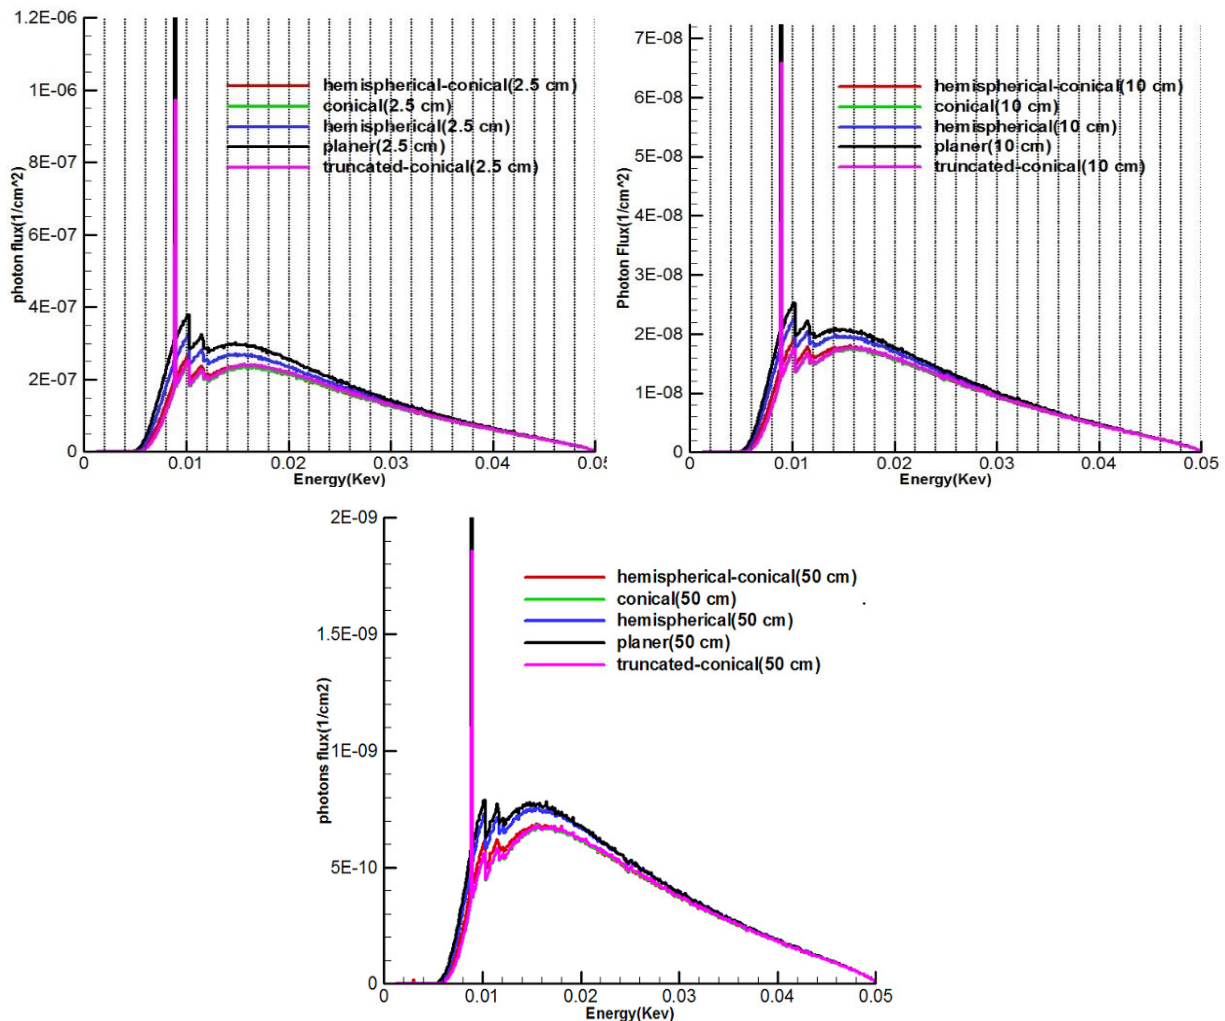 1.2E-06
1E-06
8E-07
6E-07
4E-07
2E-07
0
photon flux(1/cm^2)
hemispherical-conical(2.5 cm)
conical(2.5 cm)
hemispherical(2.5 cm)
planer(2.5 cm)
truncated-conical(2.5 cm)
0 0.01 0.02 0.03 0.04 0.05
Energy(Kev)
7E-08
6E-08
5E-08
4E-08
3E-08
2E-08
1E-08
0
Photon Flux(1/cm^2)
hemispherical-conical(10 cm)
conical(10 cm)
hemispherical(10 cm)
planer(10 cm)
truncated-conical(10 cm)
0 0.01 0.02 0.03 0.04 0.05
Energy(Kev)
2E-09
1.5E-09
1E-09
5E-10
0
photons flux(1/cm2)
hemispherical-conical(50 cm)
conical(50 cm)
hemispherical(50 cm)
planer(50 cm)
truncated-conical(50 cm)
0 0.01 0.02 0.03 0.04 0.05
Energy(Kev)